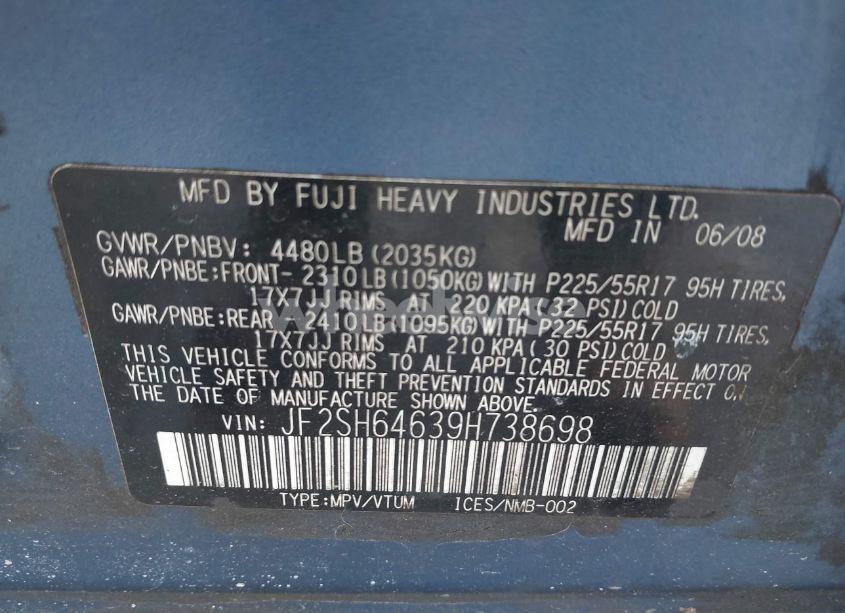 MFD BY FUJI HEAVY INDUSTRIES LTD.
MFD IN 06/08
GVWR/PNBV: 4480LB (2035KG)
GAWR/PNBE:FRONT- 2310LB(1050KG)WITH P225/55R17 95H TIRES,
17X7JJ RIMS AT 220 KPA(32 PSI)COLD
GAWR/PNBE:REAR - 2410LB(1095KG)WITH P225/55R17 95H TIRES,
17X7JJ RIMS AT 210 KPA(30 PSI)COLD
THIS VEHICLE CONFORMS TO ALL APPLICABLE FEDERAL MOTOR
VEHICLE SAFETY AND THEFT PREVENTION STANDARDS IN EFFECT ON
THE DATE OF MANUFACTURE SHOWN ABOVE.
VIN: JF2SH64639H738698
TYPE:MPV/VTUM ICES/NMB-002